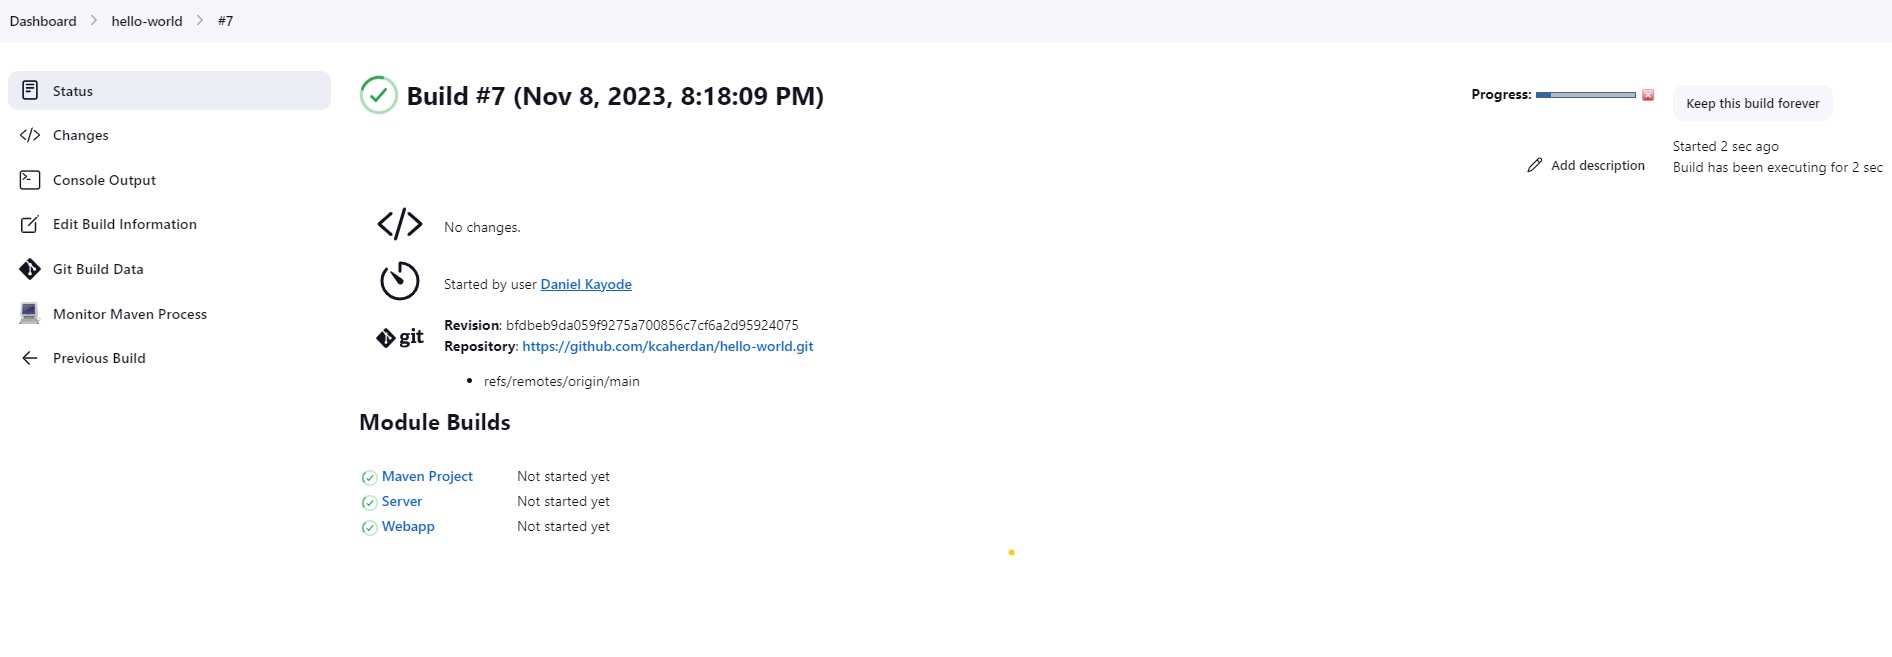 Dashboard > hello-world > #7
Status
Changes
Console Output
Edit Build Information
Git Build Data
Monitor Maven Process
Previous Build
Build #7 (Nov 8, 2023, 8:18:09 PM)
Progress:
Keep this build forever
Add description
Started 2 sec ago
Build has been executing for 2 sec
No changes.
Started by user Daniel Kayode
git
Revision: bfdbeb9da059f9275a700856c7cf6a2d95924075
Repository: https://github.com/kcaherdan/hello-world.git
• refs/remotes/origin/main
Module Builds
Maven Project Not started yet
Server Not started yet
Webapp Not started yet